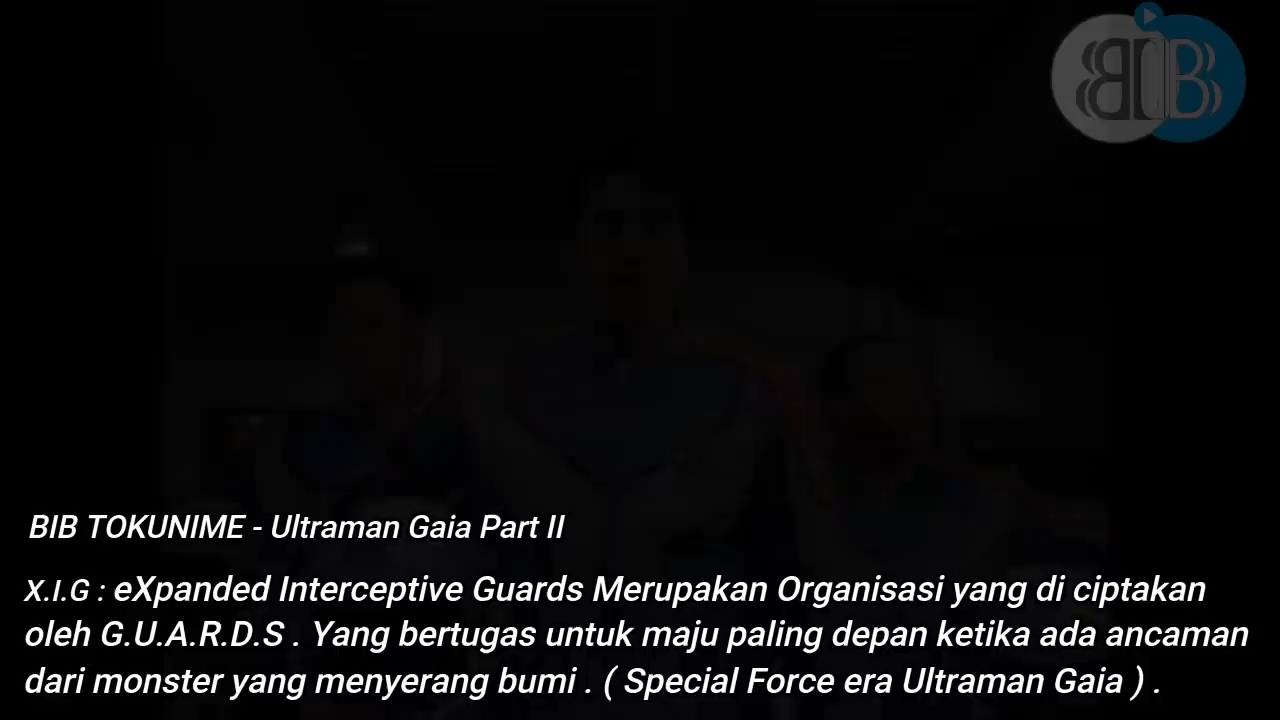 BIB
BIB TOKUNIME - Ultraman Gaia Part II
X.I.G : eXpanded Interceptive Guards Merupakan Organisasi yang di ciptakan
oleh G.U.A.R.D.S . Yang bertugas untuk maju paling depan ketika ada ancaman
dari monster yang menyerang bumi . ( Special Force era Ultraman Gaia ) .